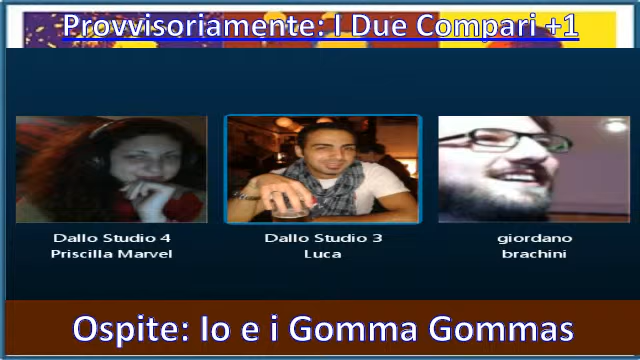 Provvisoriamente: I Due Compari +1
Dallo Studio 4
Priscilla Marvel
Dallo Studio 3
Luca
giordano
brachini
Ospite: Io e i Gomma Gommas